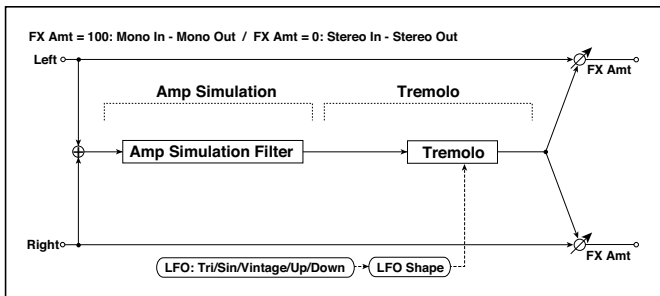 FX Amt = 100: Mono In - Mono Out / FX Amt = 0: Stereo In - Stereo Out
Left
FX Amt
Amp Simulation
Tremolo
Amp Simulation Filter
Tremolo
Right
FX Amt
LFO: Tri/Sin/Vintage/Up/Down
LFO Shape